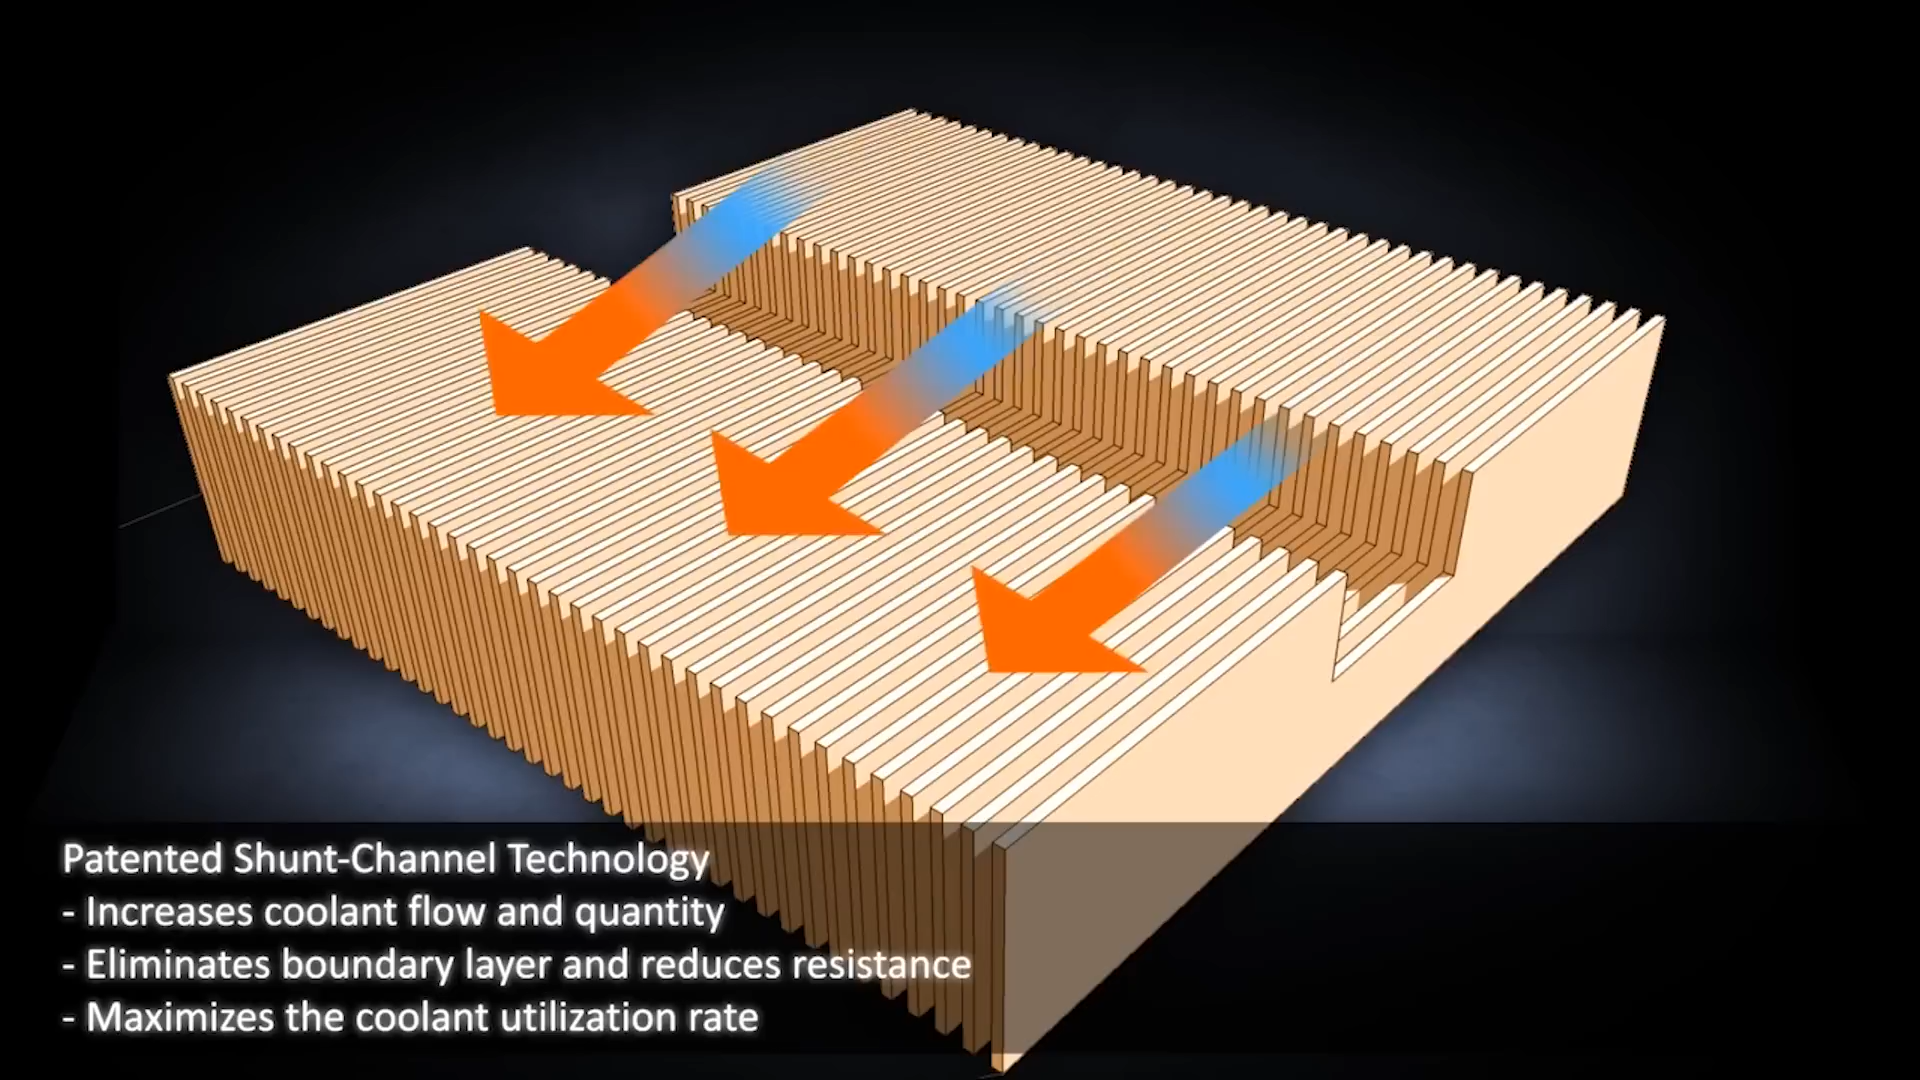 Patented Shunt-Channel Technology
- Increases coolant flow and quantity
- Eliminates boundary layer and reduces resistance
- Maximizes the coolant utilization rate